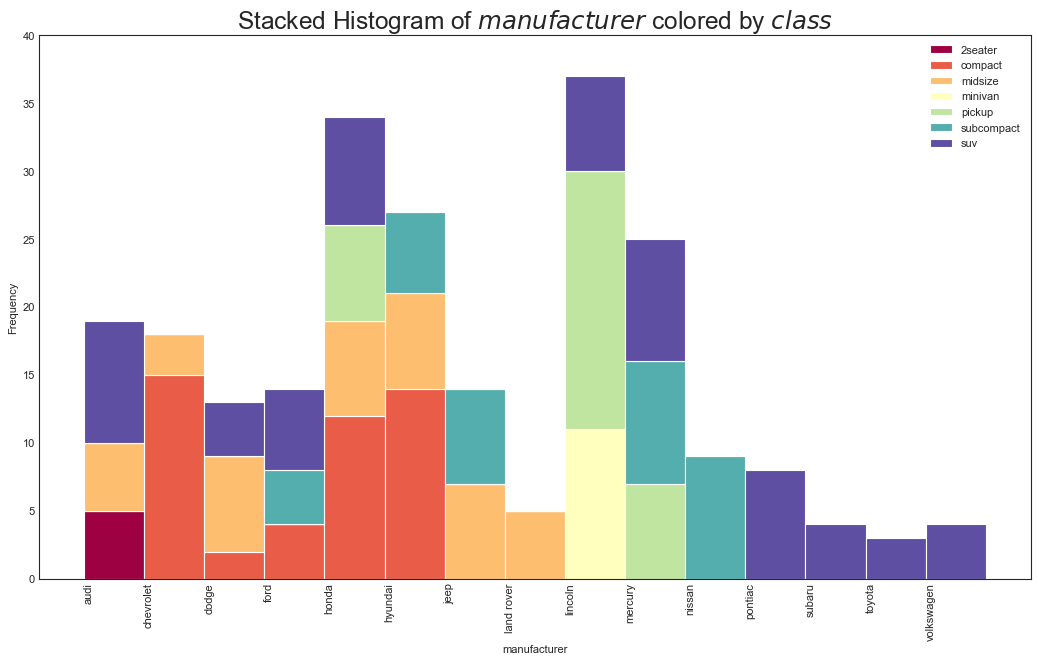 Stacked Histogram of manufacturer colored by class
40
35
30
25
20
15
10
5
0
Frequency
2seater
compact
midsize
minivan
pickup
subcompact
suv
audi
chevrolet
dodge
ford
honda
hyundai
jeep
land rover
lincoln
mercury
nissan
pontiac
subaru
toyota
volkswagen
manufacturer